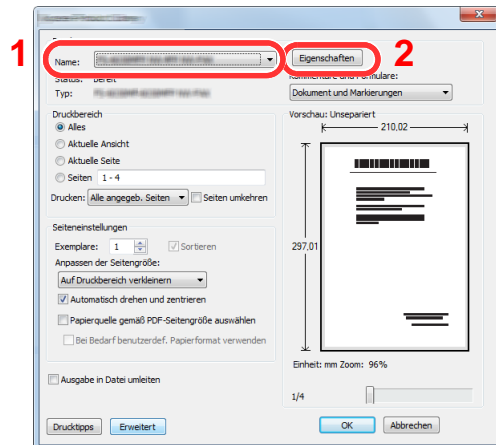 1
2
Name:
Eigenschaften
Status: Bereit
Kommentare und Formulare:
Typ:
Dokument und Markierungen
Druckbereich
Vorschau: Unsepariert
Alles
210,02
Aktuelle Ansicht
Aktuelle Seite
Seiten 1 - 4
Drucken: Alle angegeb. Seiten Seiten umkehren
Seiteneinstellungen
Exemplare: 1 Sortieren
297,01
Anpassen der Seitengröße:
Auf Druckbereich verkleinern
Automatisch drehen und zentrieren
Papierquelle gemäß PDF-Seitengröße auswählen
Bei Bedarf benutzerdef. Papierformat verwenden
Einheit: mm Zoom: 96%
Ausgabe in Datei umleiten
1/4
Drucktipps
Erweitert
OK
Abbrechen